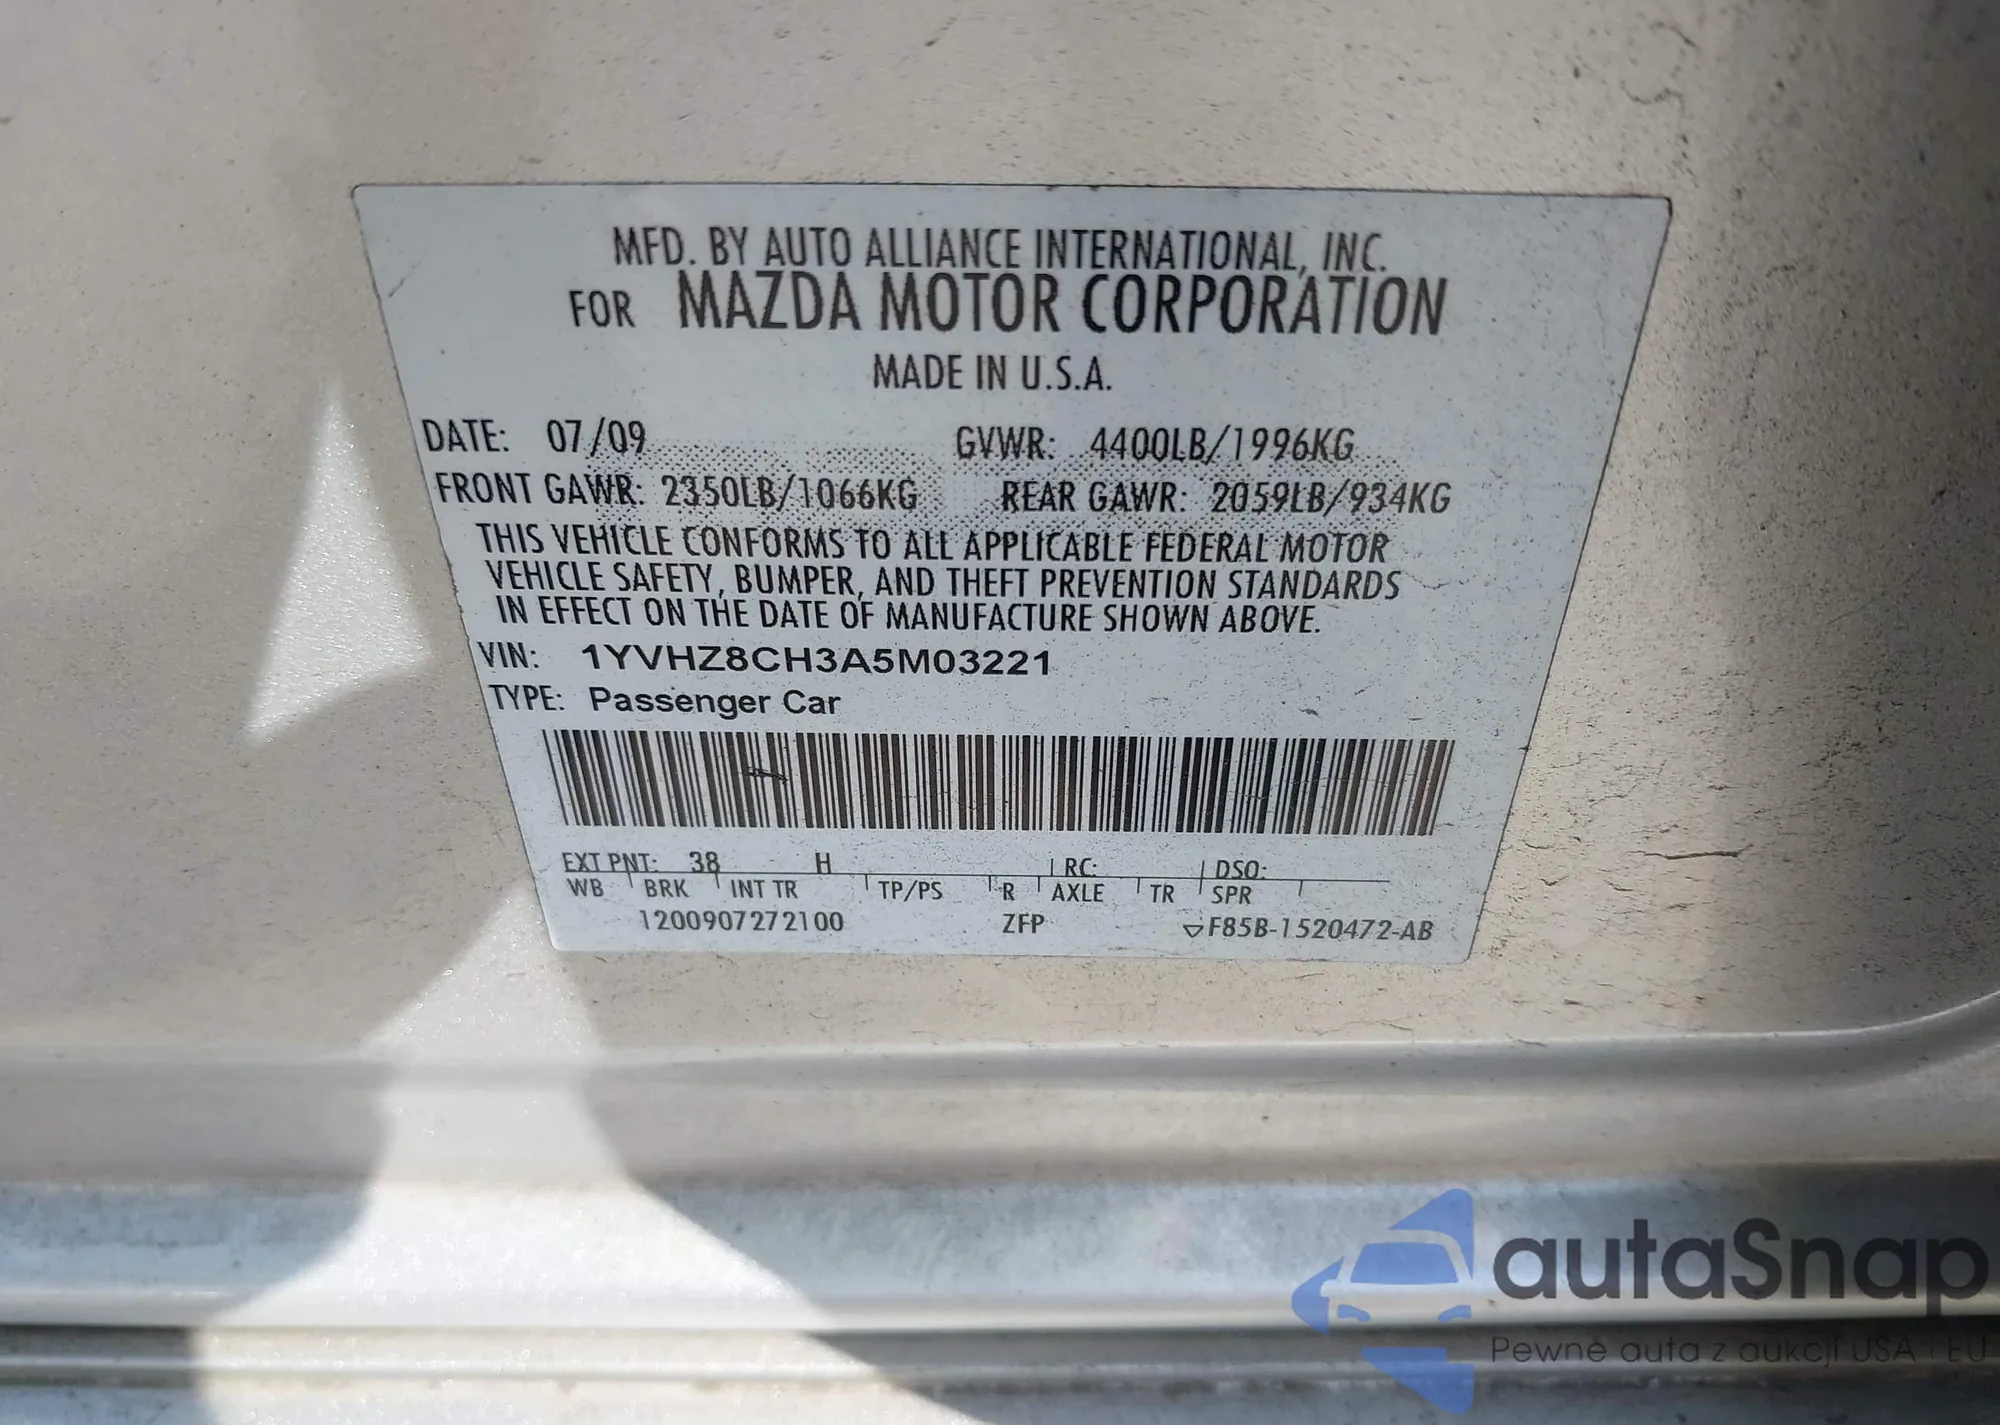 MFD. BY AUTO ALLIANCE INTERNATIONAL, INC.
FOR MAZDA MOTOR CORPORATION
MADE IN U.S.A.
DATE: 07/09 GVWR: 4400LB/1996KG
FRONT GAWR: 2350LB/1066KG REAR GAWR: 2059LB/934KG
THIS VEHICLE CONFORMS TO ALL APPLICABLE FEDERAL MOTOR
VEHICLE SAFETY, BUMPER, AND THEFT PREVENTION STANDARDS
IN EFFECT ON THE DATE OF MANUFACTURE SHOWN ABOVE.
VIN: 1YVHZ8CH3A5M03221
TYPE: Passenger Car
EXT PNT: 38 H RC: DSO:
WB BRK INT TR TP/PS R AXLE TR SPR
1200907272100 ZFP ▽F85B-1520472-AB
autaSnap
Pewne auta z aukcji USA i EU